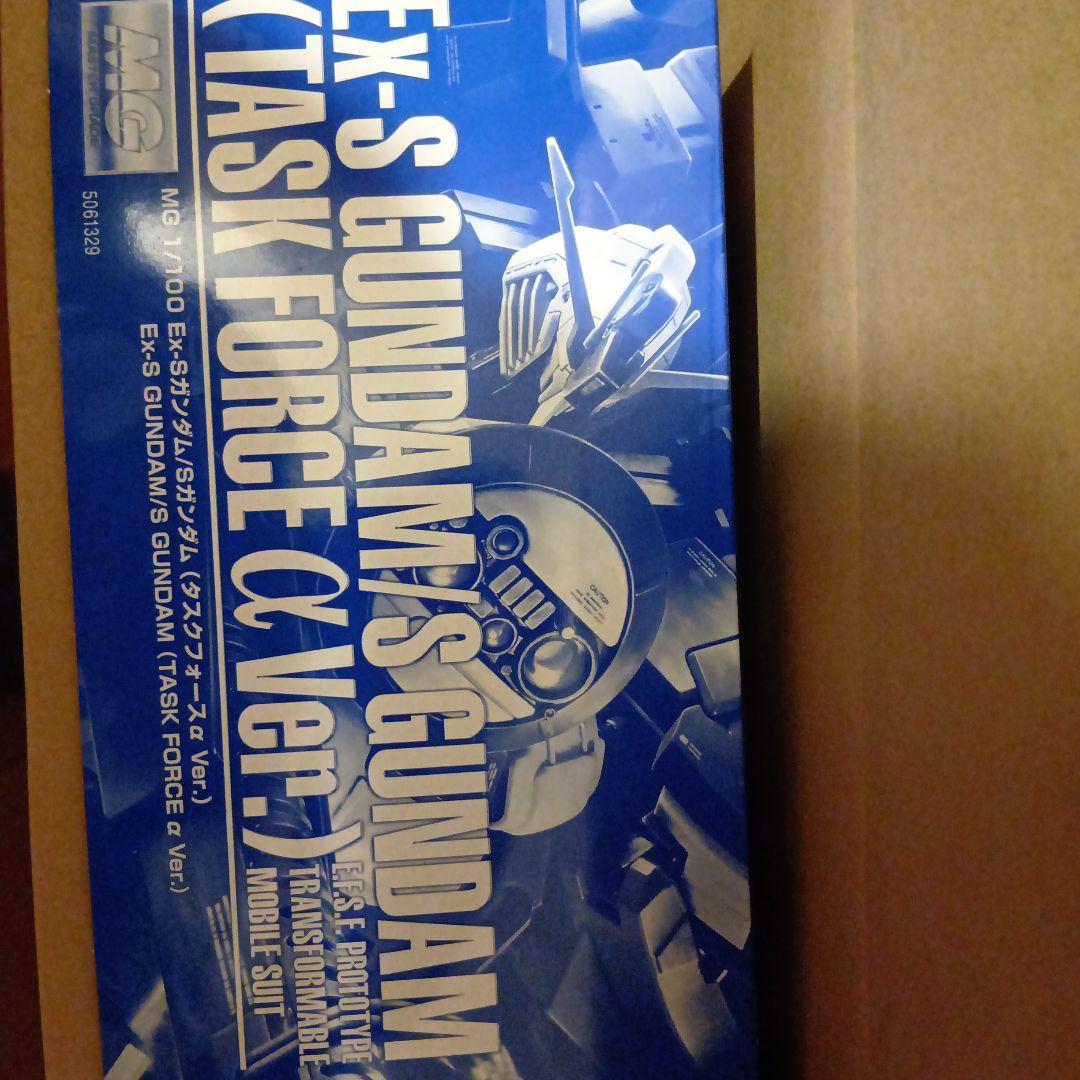 EX-S GUNDAM/S GUNDAM
(TASK FORCE α Ver.)
E.F.S.F. PROTOTYPE
TRANSFORMABLE
MOBILE SUIT
MG 1/100 Ex-Sガンダム/Sガンダム (タスクフォースα Ver.)
Ex-S GUNDAM/S GUNDAM (TASK FORCE α Ver.)
MG
MASTER GRADE
5061329
CAUTION
CAUTION